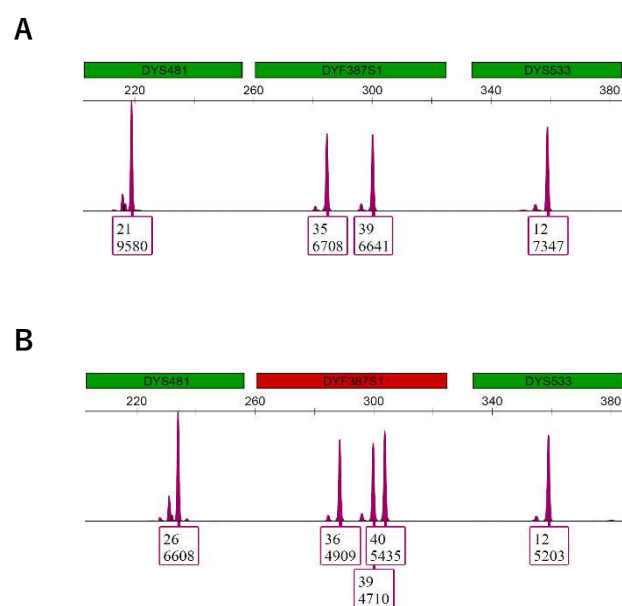 A
DYS481 DYF387S1 DYS533
220 260 300 340 380
21 35 39 12
9580 6708 6641 7347
B
DYS481 DYF387S1 DYS533
220 260 300 340 380
26 36 40 12
6608 4909 5435 5203
39
4710